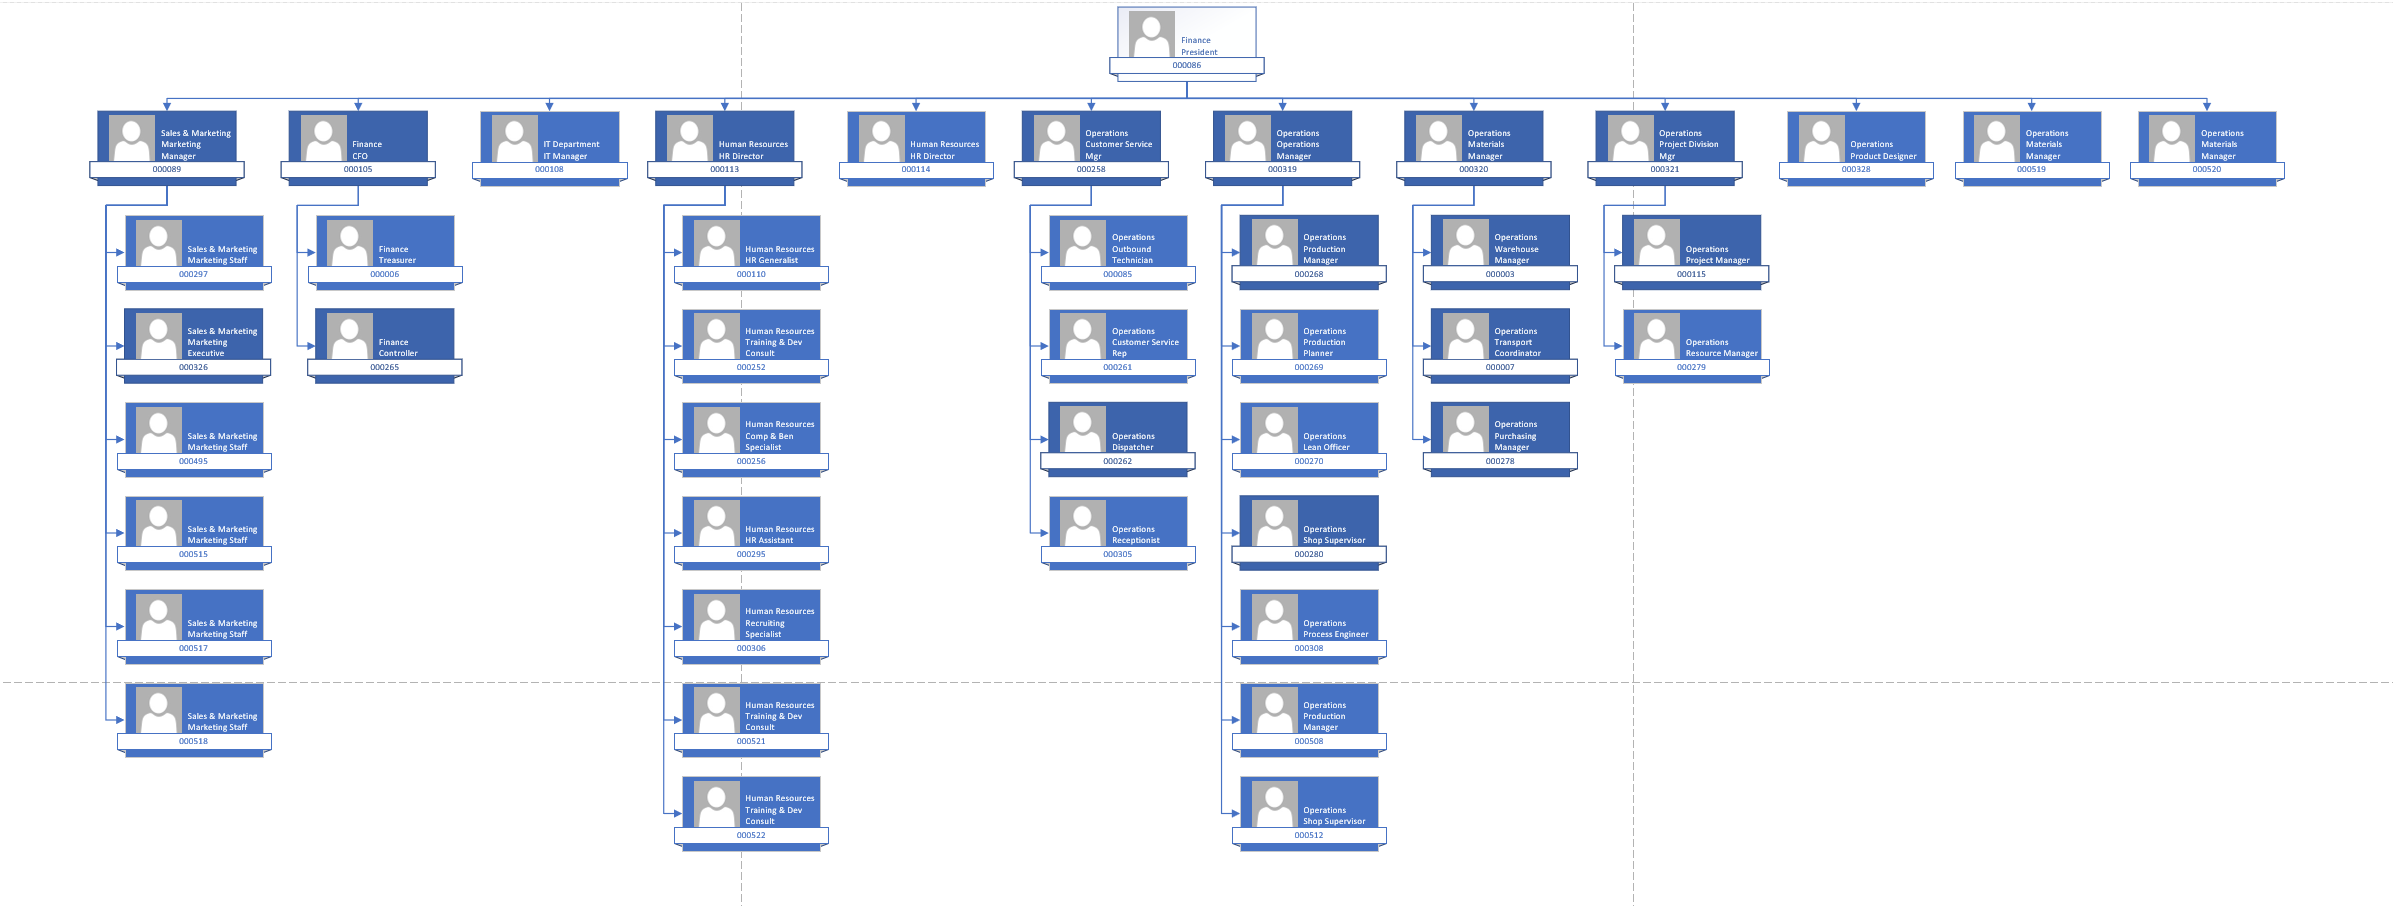 Finance
President
000086
Sales & Marketing
Marketing
Manager
000089
Finance
CFO
000105
IT Department
IT Manager
000108
Human Resources
HR Director
000113
Human Resources
HR Director
000114
Operations
Customer Service
Mgr
000258
Operations
Operations
Manager
000319
Operations
Materials
Manager
000320
Operations
Project Division
Mgr
000321
Operations
Product Designer
000328
Operations
Materials
Manager
000519
Operations
Materials
Manager
000520
Sales & Marketing
Marketing Staff
000297
Finance
Treasurer
000006
Human Resources
HR Generalist
000110
Operations
Outbound
Technician
000085
Operations
Production
Manager
000268
Operations
Warehouse
Manager
000003
Operations
Project Manager
000115
Sales & Marketing
Marketing
Executive
000326
Finance
Controller
000265
Human Resources
Training & Dev
Consult
000252
Operations
Customer Service
Rep
000261
Operations
Production
Planner
000269
Operations
Transport
Coordinator
000007
Operations
Resource Manager
000279
Sales & Marketing
Marketing Staff
000495
Human Resources
Comp & Ben
Specialist
000256
Operations
Dispatcher
000262
Operations
Lean Officer
000270
Operations
Purchasing
Manager
000278
Sales & Marketing
Marketing Staff
000515
Human Resources
HR Assistant
000295
Operations
Receptionist
000305
Operations
Shop Supervisor
000280
Sales & Marketing
Marketing Staff
000517
Human Resources
Recruiting
Specialist
000306
Operations
Process Engineer
000308
Sales & Marketing
Marketing Staff
000518
Human Resources
Training & Dev
Consult
000521
Operations
Production
Manager
000508
Human Resources
Training & Dev
Consult
000522
Operations
Shop Supervisor
000512